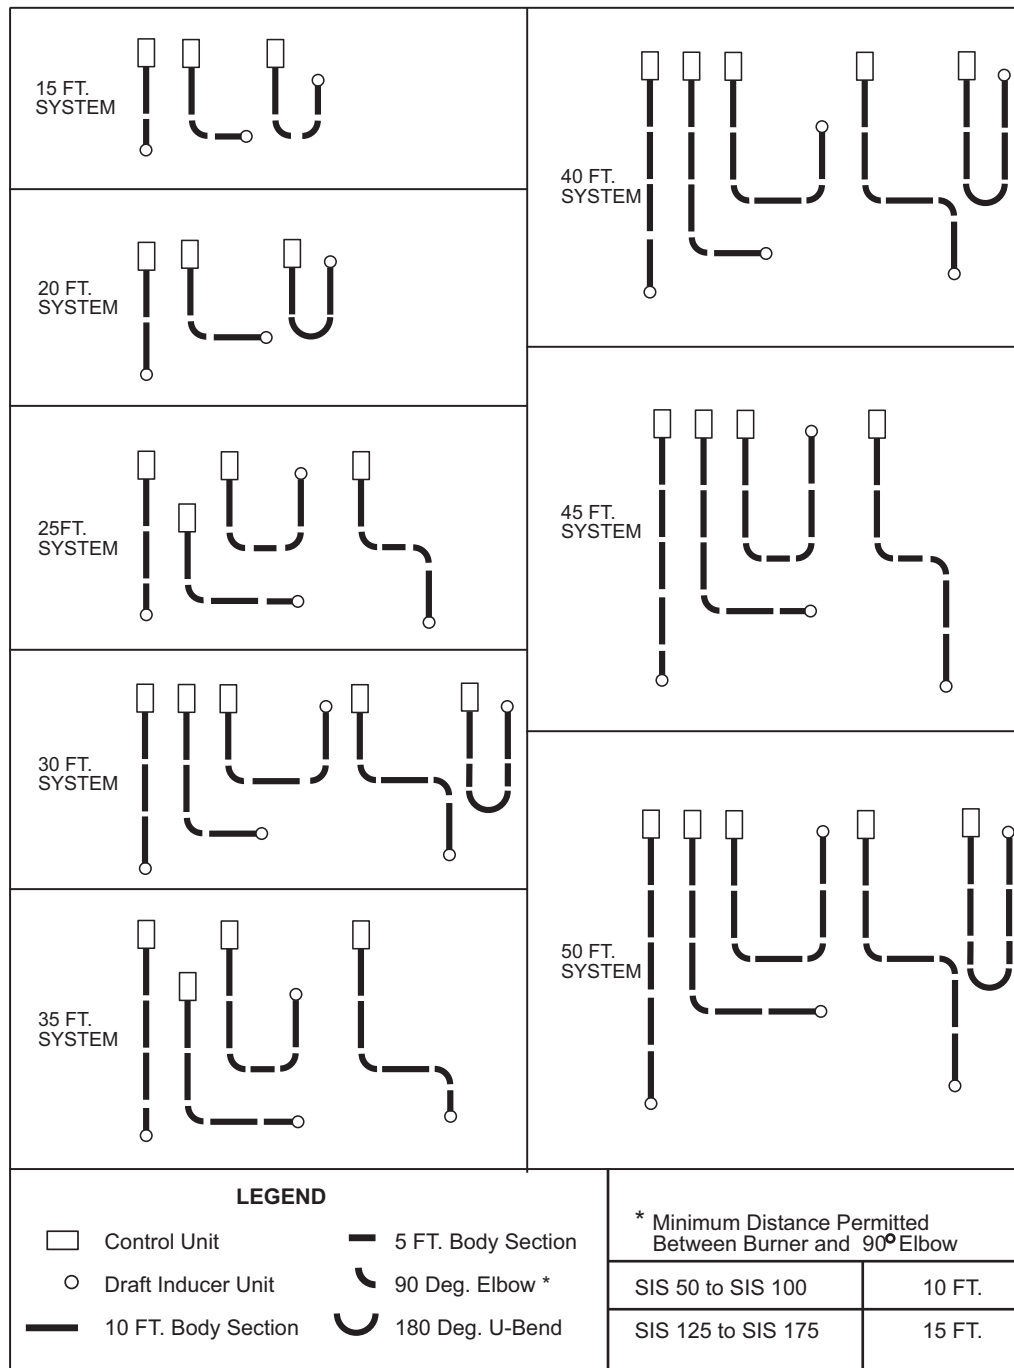 15 FT.
SYSTEM
20 FT.
SYSTEM
25FT.
SYSTEM
30 FT.
SYSTEM
35 FT.
SYSTEM
40 FT.
SYSTEM
45 FT.
SYSTEM
50 FT.
SYSTEM
LEGEND
Control Unit
Draft Inducer Unit
10 FT. Body Section
5 FT. Body Section
90 Deg. Elbow *
180 Deg. U-Bend
* Minimum Distance Permitted
Between Burner and 90° Elbow
SIS 50 to SIS 100 10 FT.
SIS 125 to SIS 175 15 FT.